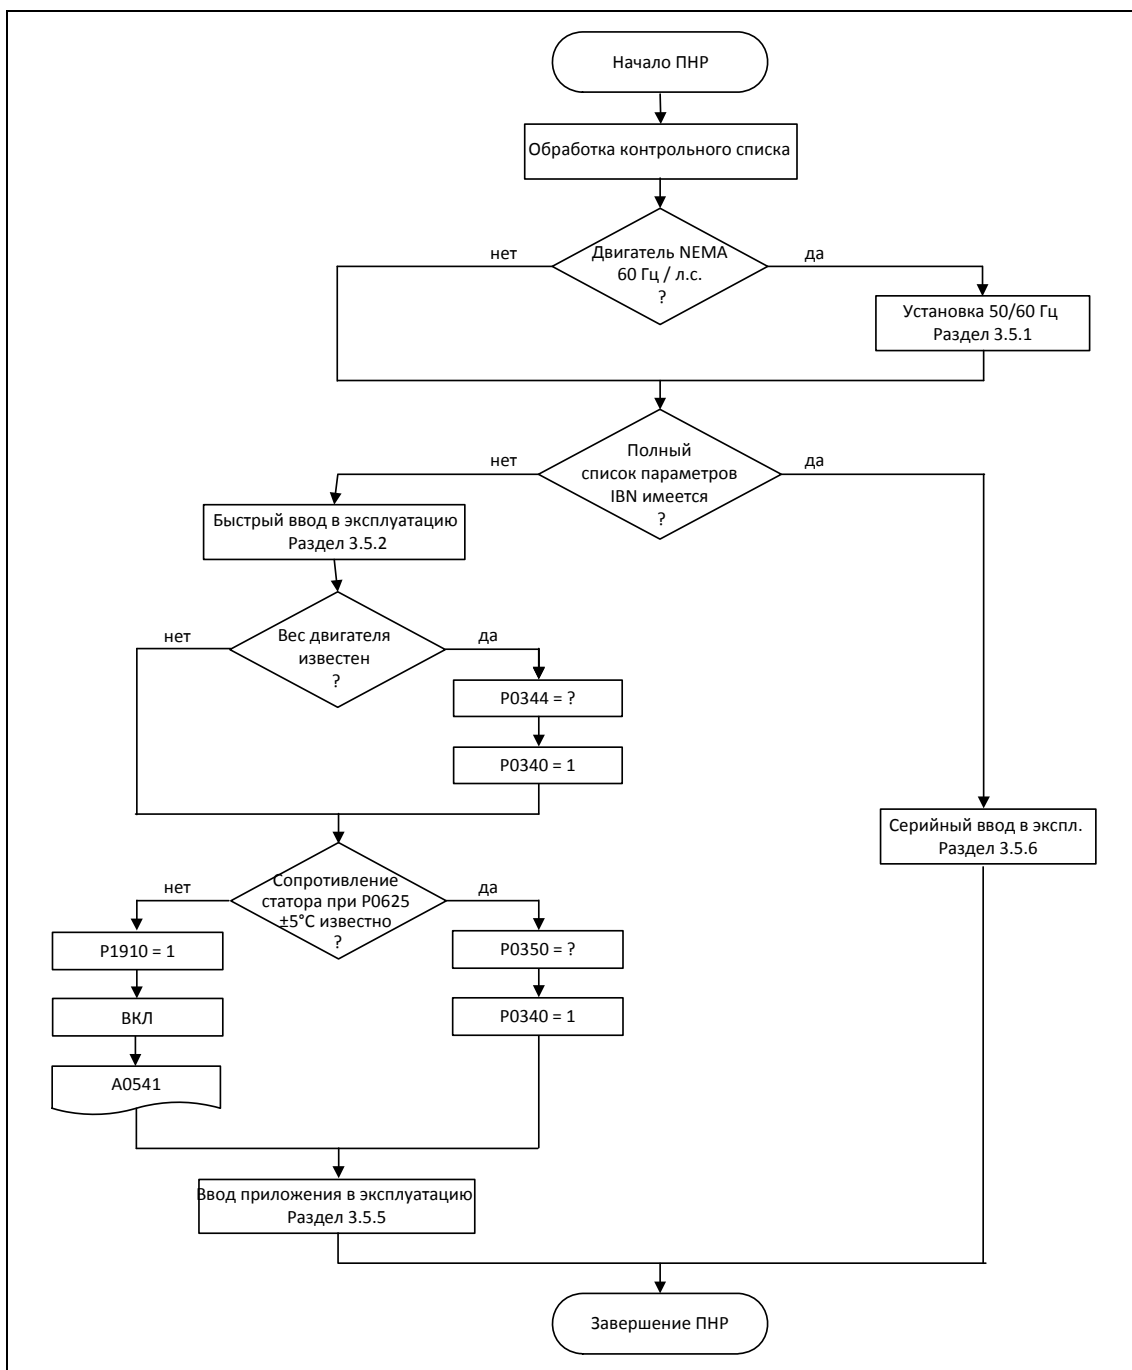 Начало ПНР
Обработка контрольного списка
Двигатель NEMA
60 Гц / л.с.
?
нет
да
Установка 50/60 Гц
Раздел 3.5.1
Полный
список параметров
IBN имеется
?
нет
да
Быстрый ввод в эксплуатацию
Раздел 3.5.2
Вес двигателя
известен
?
нет
да
P0344 = ?
P0340 = 1
Серийный ввод в экспл.
Раздел 3.5.6
Сопротивление
статора при P0625
±5°C известно
?
нет
да
P1910 = 1
P0350 = ?
ВКЛ
P0340 = 1
A0541
Ввод приложения в эксплуатацию
Раздел 3.5.5
Завершение ПНР